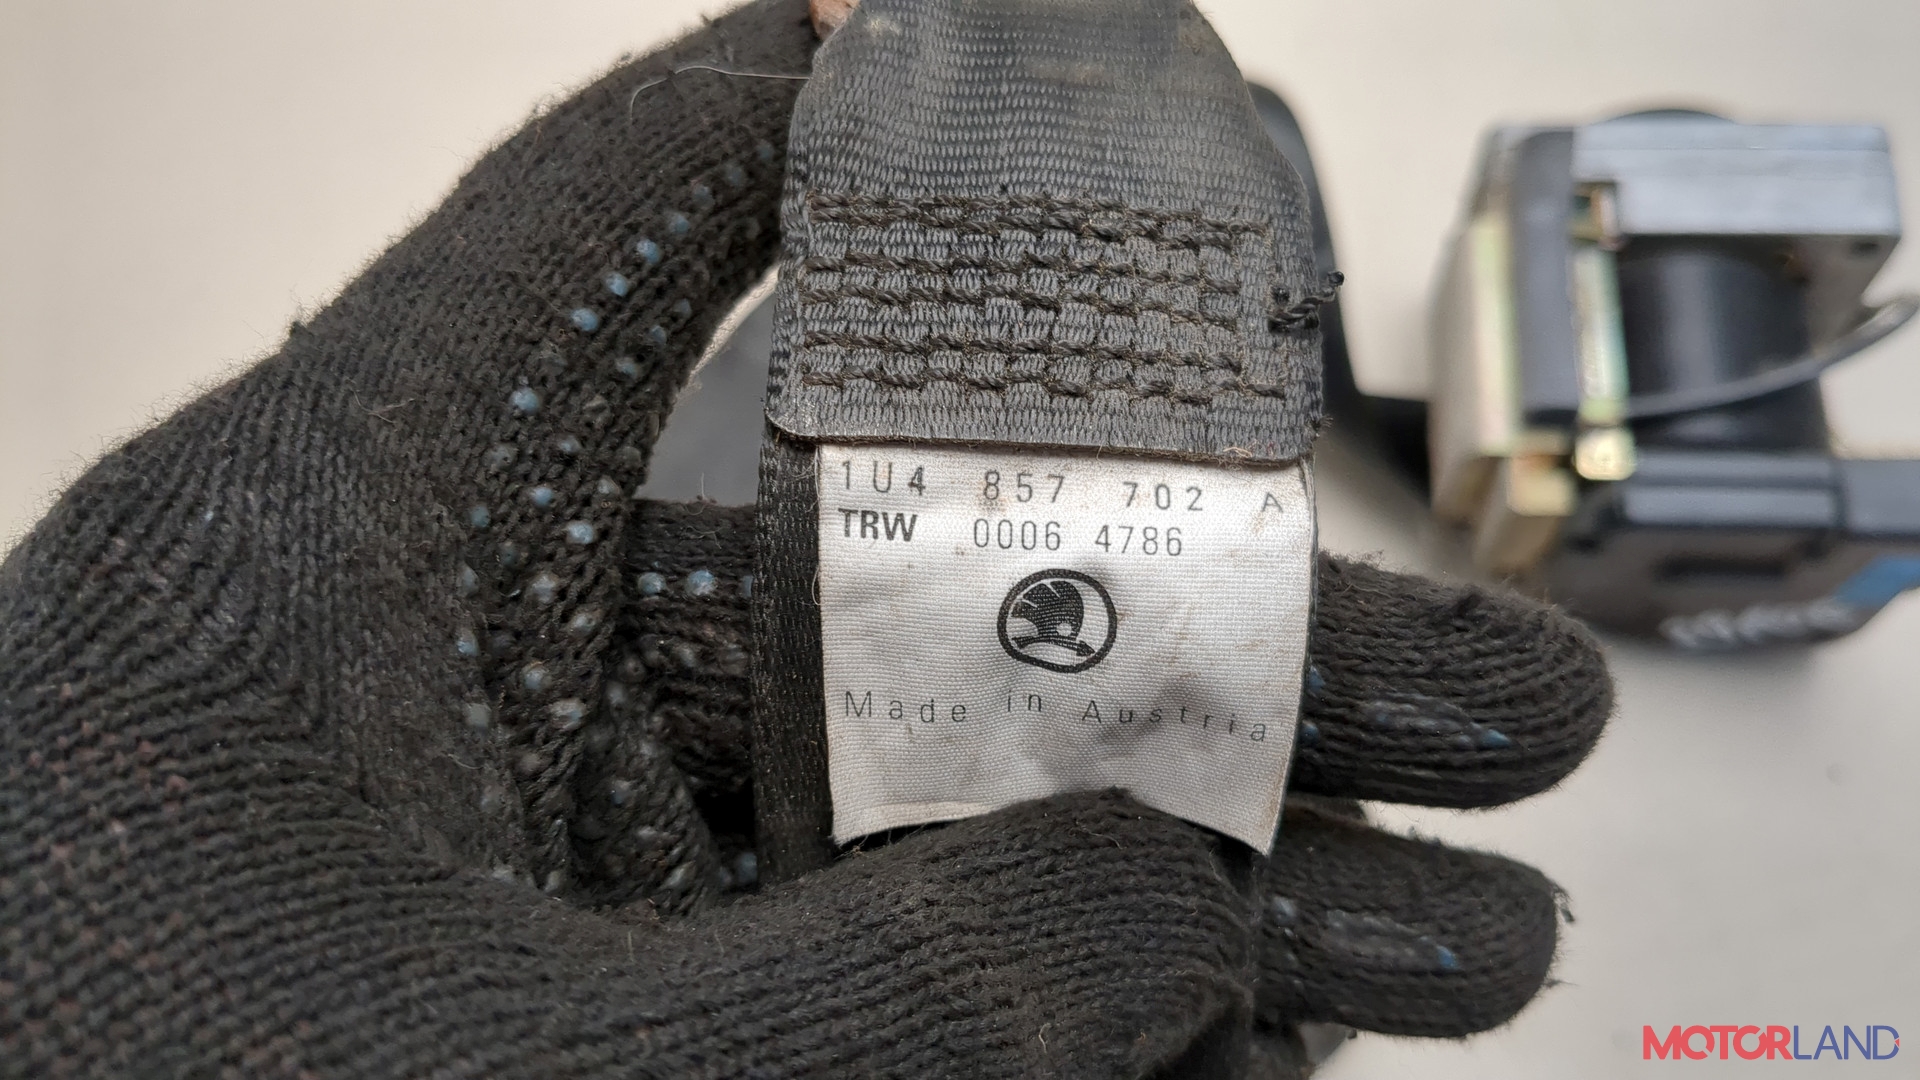 1U4 857 702 A
TRW 0006 4786
Made in Austria
MOTORLAND